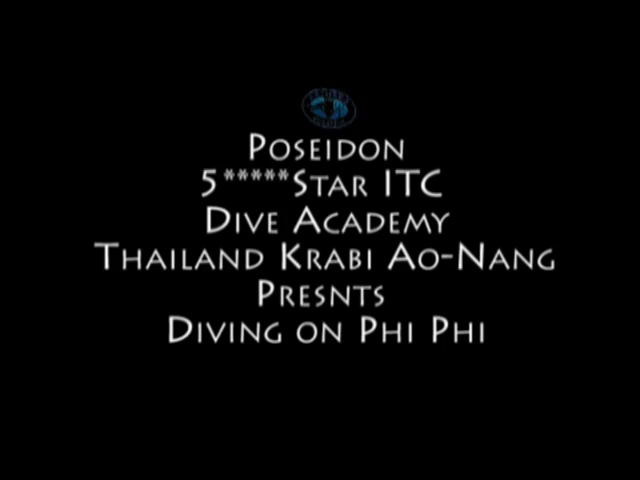 Poseidon
5*****Star ITC
Dive Academy
Thailand Krabi Ao-Nang
Presnts
Diving on Phi Phi